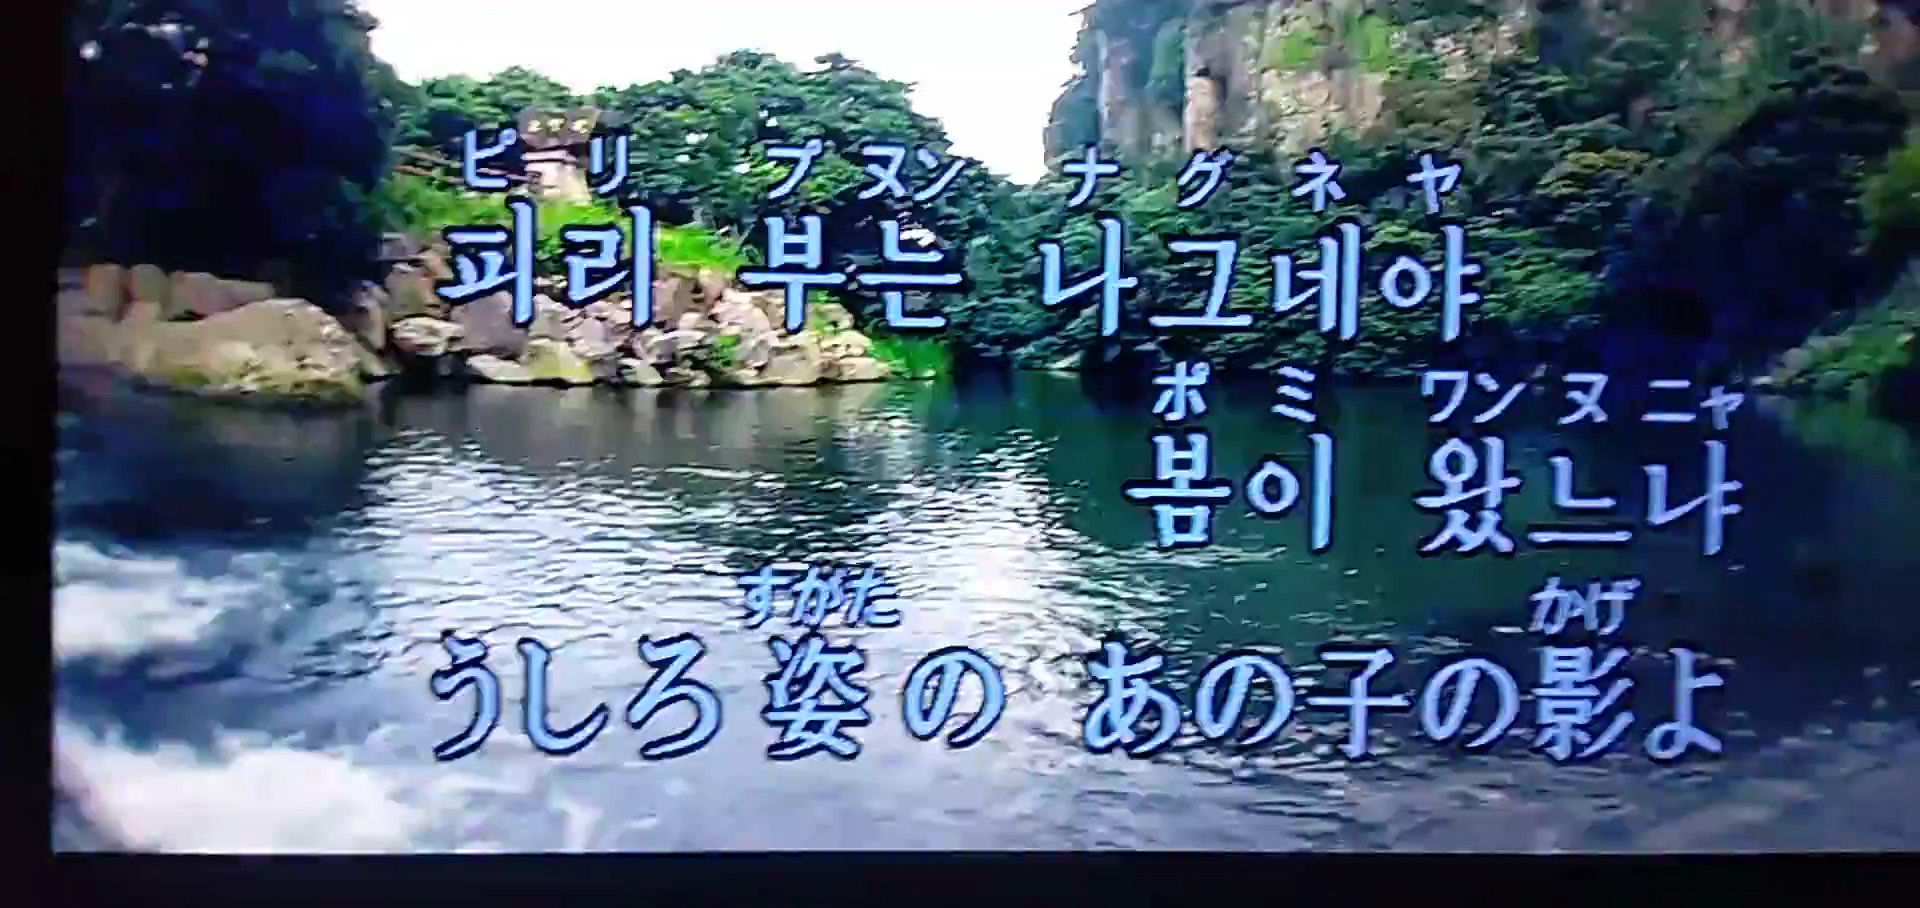 ピリ プヌン ナグネヤ
피리 부는 나그네야
ポミ ワンヌニャ
봄이 왔느냐
すがた かげ
うしろ姿の あの子の影よ